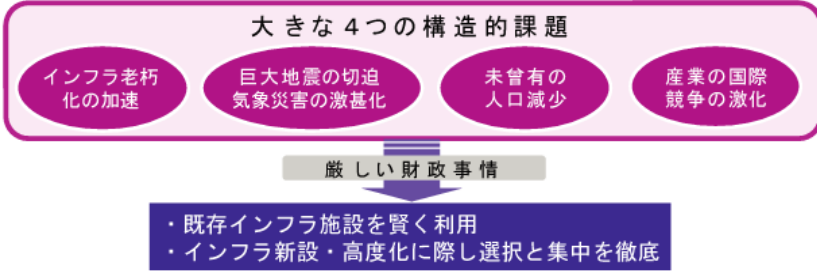 大きな4つの構造的課題
インフラ老朽
化の加速
巨大地震の切迫
気象災害の激甚化
未曾有の
人口減少
産業の国際
競争の激化
厳しい財政事情
・既存インフラ施設を賢く利用
・インフラ新設・高度化に際し選択と集中を徹底